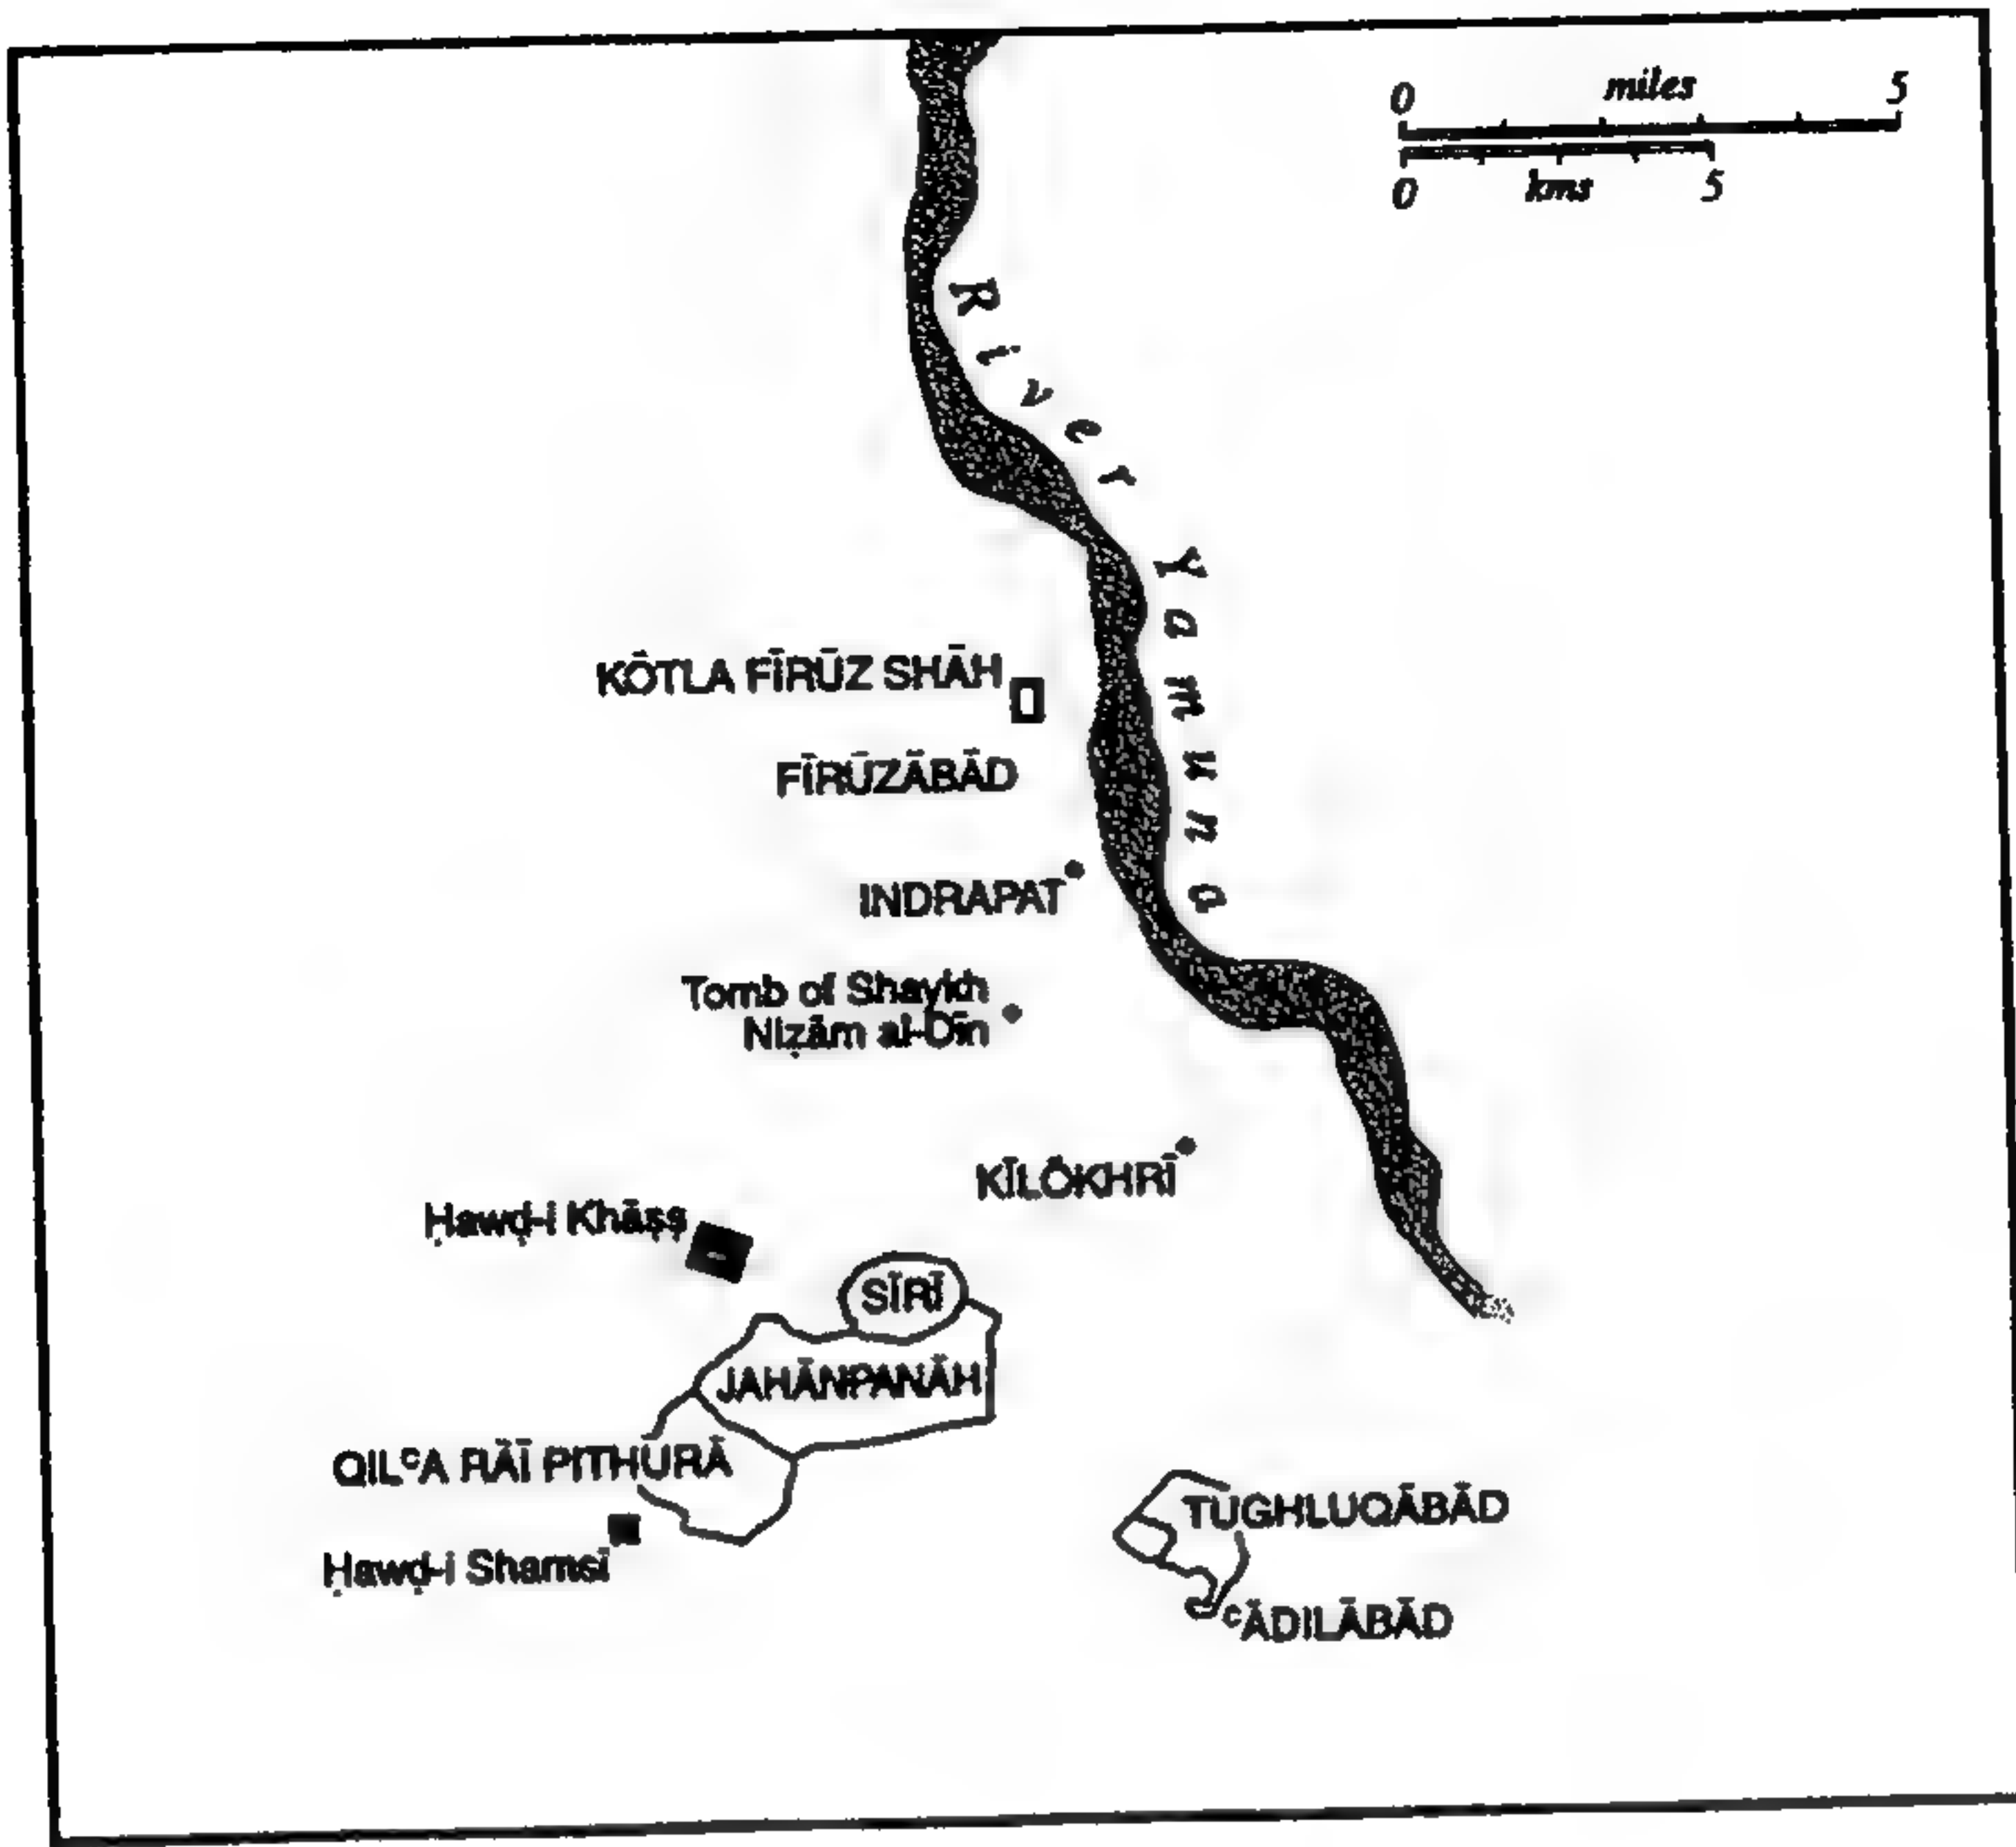 0 miles 5
0 kms 5
River Yamuna
KŌTLA FĪRŪZ SHĀH
FĪRŪZĀBĀD
INDRAPAT
Tomb of Shaykh
Niẓām al-Dīn
KĪLŌKHRĪ
Ḥawḍ-i Khāṣṣ
SĪRĪ
JAHĀNPANĀH
QILᶜA RĀĪ PITHŪRĀ
TUGHLUQĀBĀD
Ḥawḍ-i Shamsī
ᶜĀDILĀBĀD